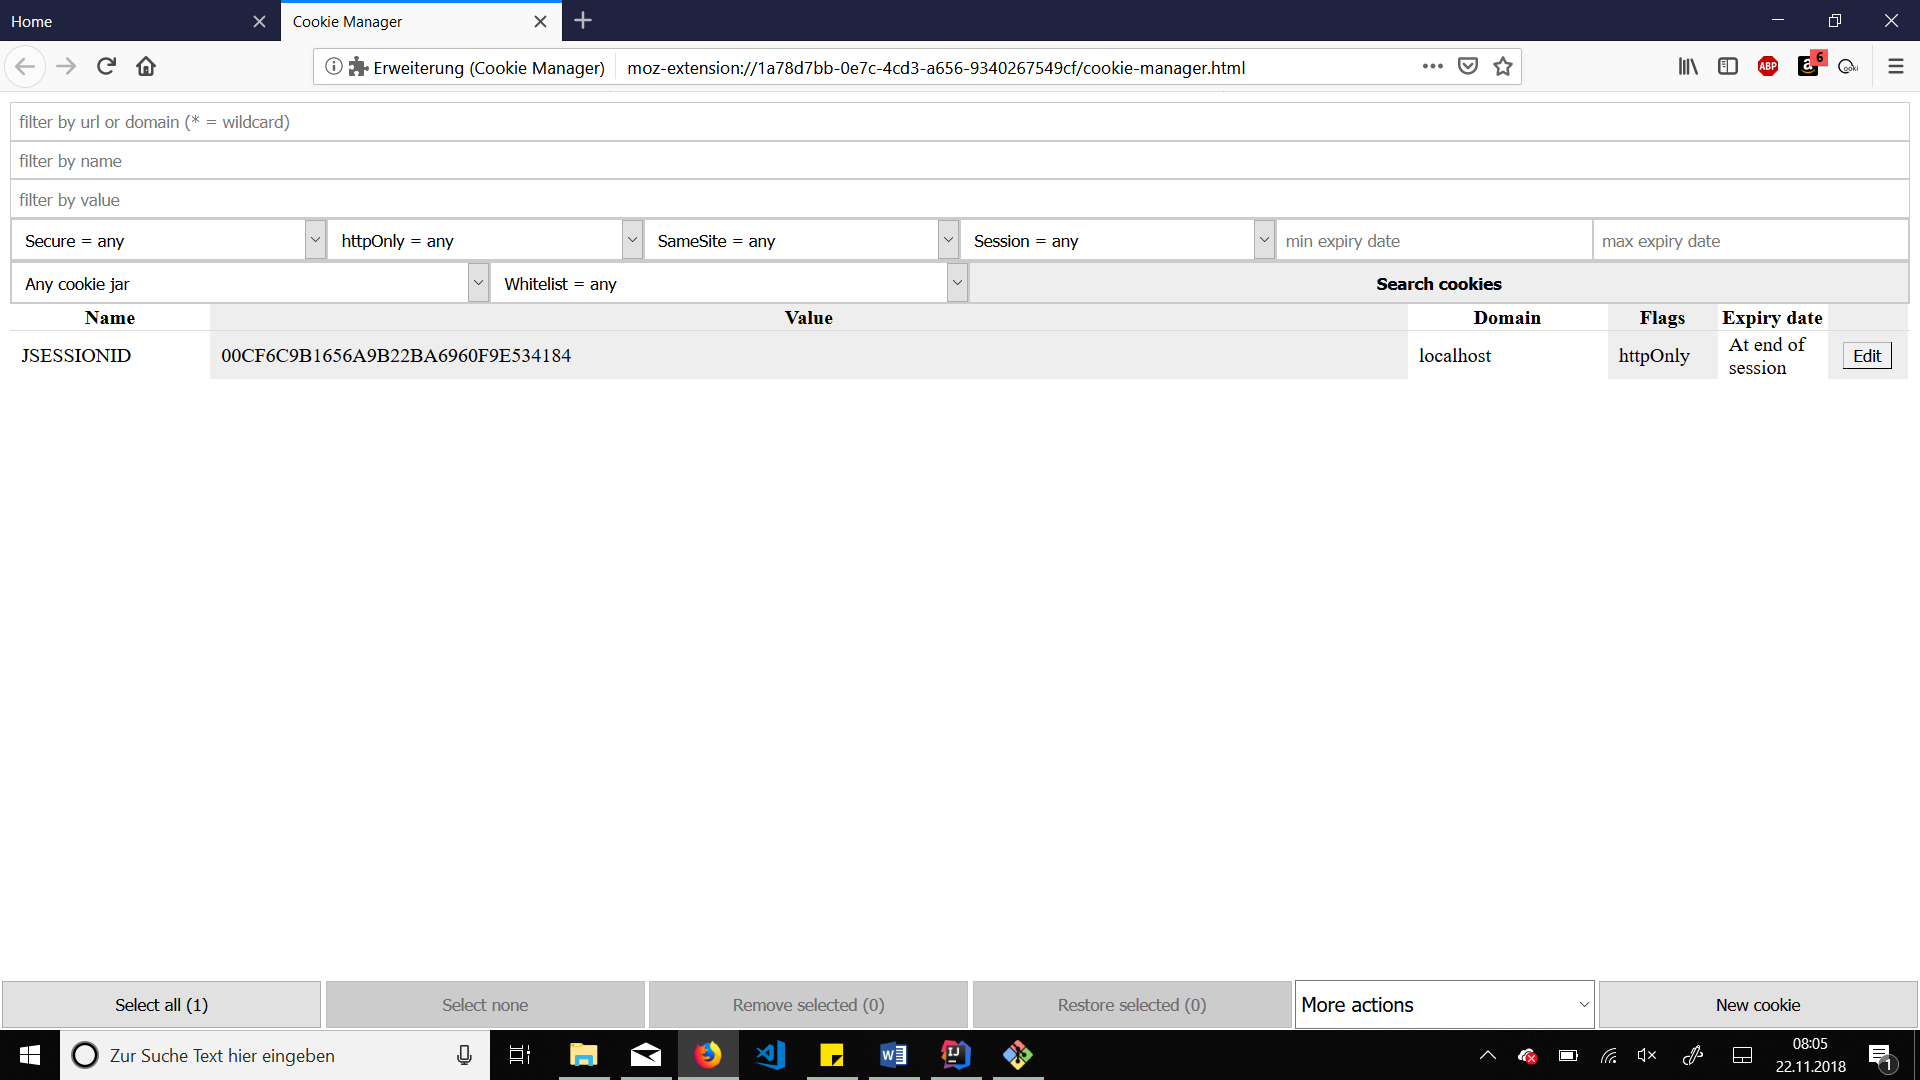 Home
Cookie Manager
Erweiterung (Cookie Manager)
moz-extension://1a78d7bb-0e7c-4cd3-a656-9340267549cf/cookie-manager.html
ABP
a
6
filter by url or domain (* = wildcard)
filter by name
filter by value
Secure = any
httpOnly = any
SameSite = any
Session = any
min expiry date
max expiry date
Any cookie jar
Whitelist = any
Search cookies
Name
Value
Domain
Flags
Expiry date
JSESSIONID
00CF6C9B1656A9B22BA6960F9E534184
localhost
httpOnly
At end of
session
Edit
Select all (1)
Select none
Remove selected (0)
Restore selected (0)
More actions
New cookie
Zur Suche Text hier eingeben
W
IJ
08:05
22.11.2018
1